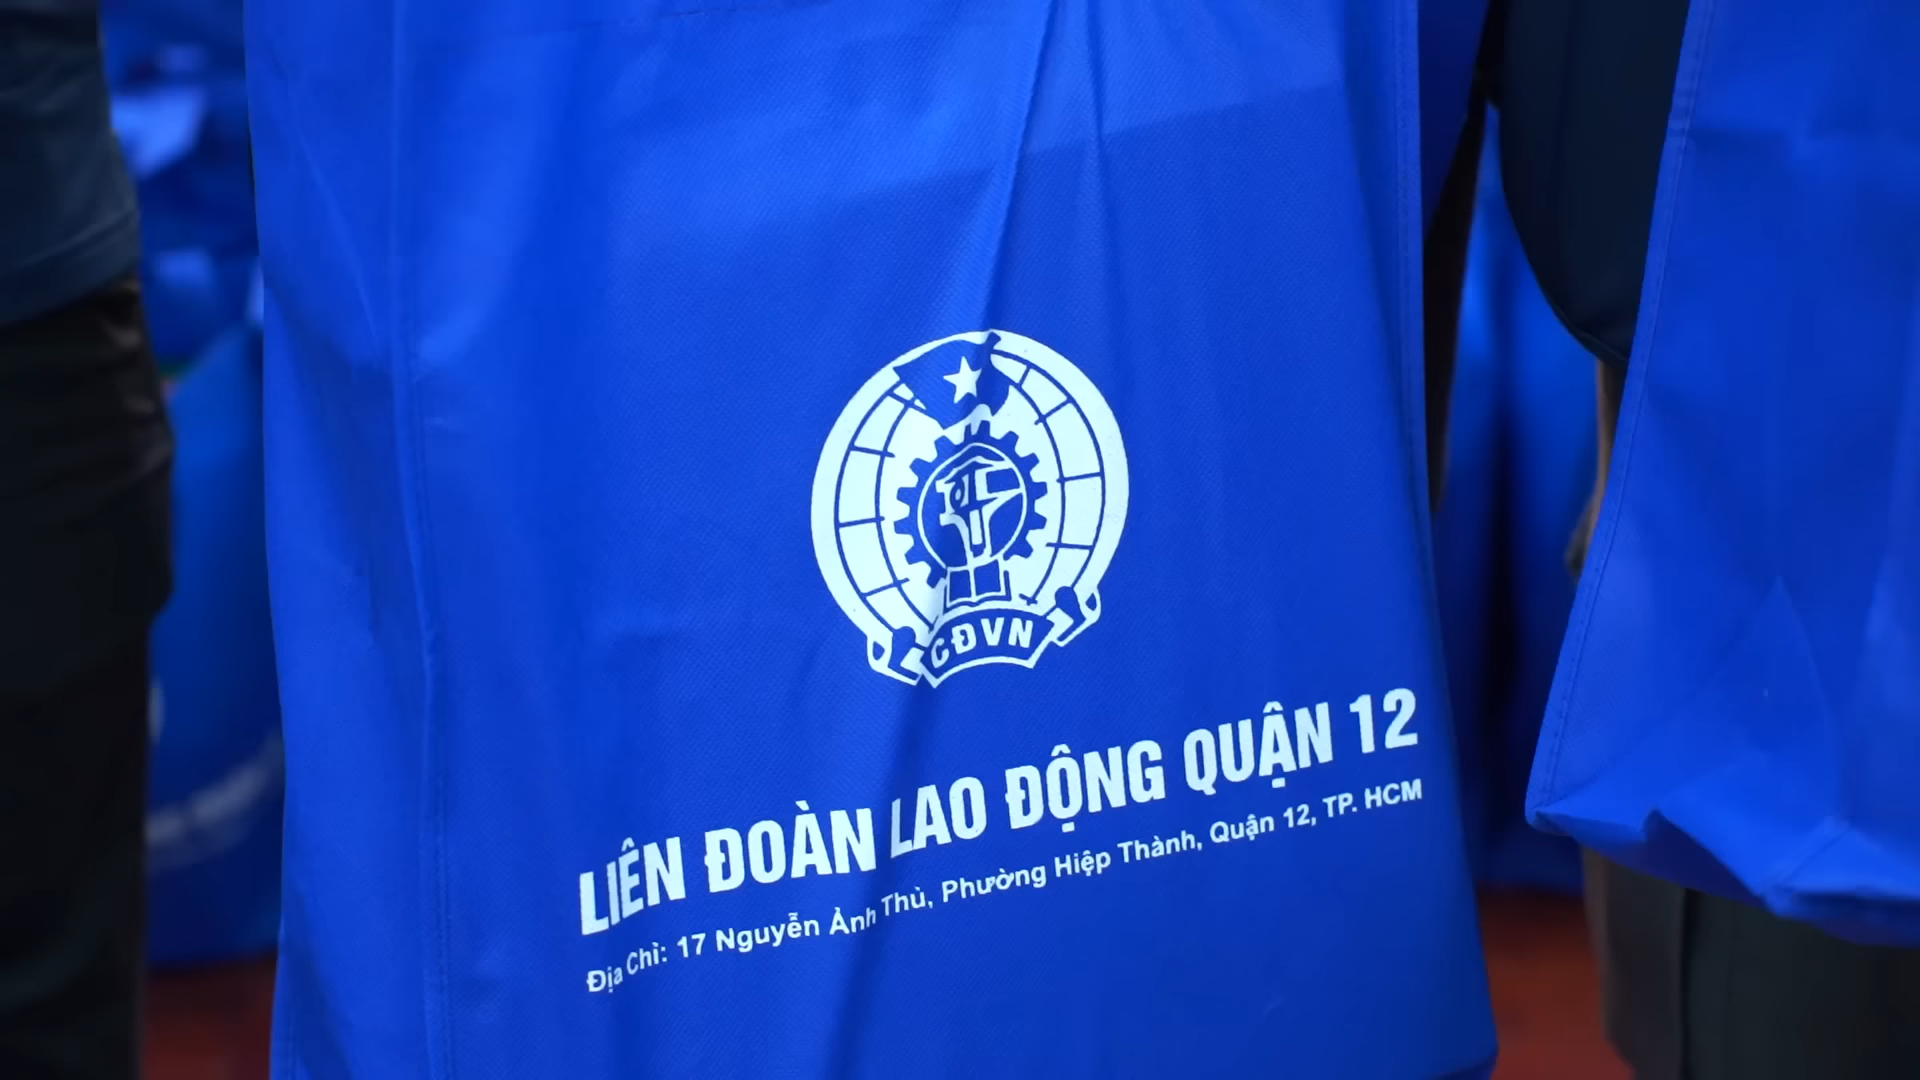 CĐVN
LIÊN ĐOÀN LAO ĐỘNG QUẬN 12
Địa Chỉ: 17 Nguyễn Ảnh Thủ, Phường Hiệp Thành, Quận 12, TP. HCM